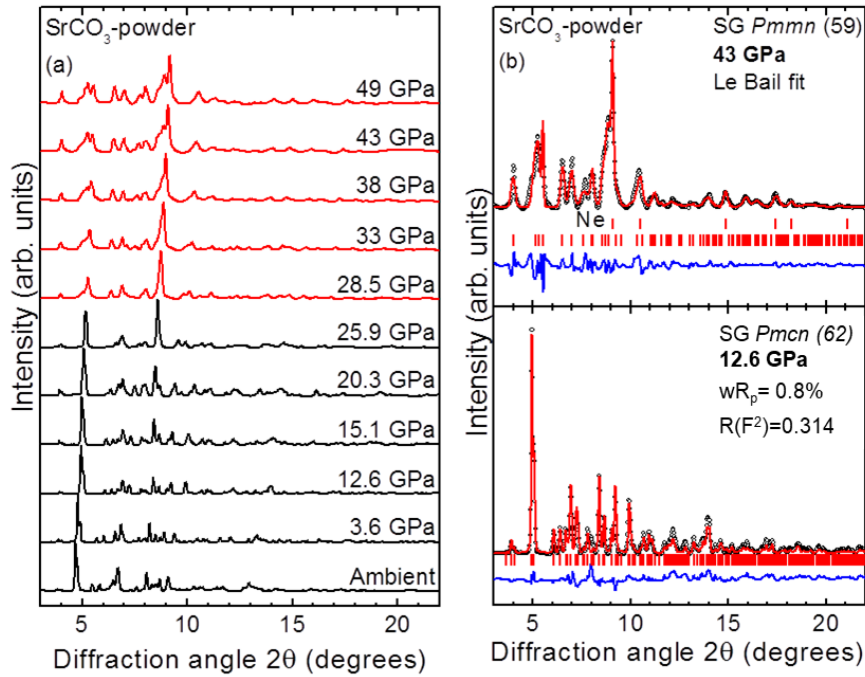 SrCO₃-powder
(a)
49 GPa
43 GPa
38 GPa
33 GPa
28.5 GPa
25.9 GPa
20.3 GPa
15.1 GPa
12.6 GPa
3.6 GPa
Ambient
Intensity (arb. units)
5 10 15 20
Diffraction angle 2θ (degrees)
SrCO₃-powder
(b)
SG Pmmn (59)
43 GPa
Le Bail fit
Ne
SG Pmcn (62)
12.6 GPa
wRₚ= 0.8%
R(F²)=0.314
Intensity (arb. units)
Intensity (arb. units)
5 10 15 20
Diffraction angle 2θ (degrees)